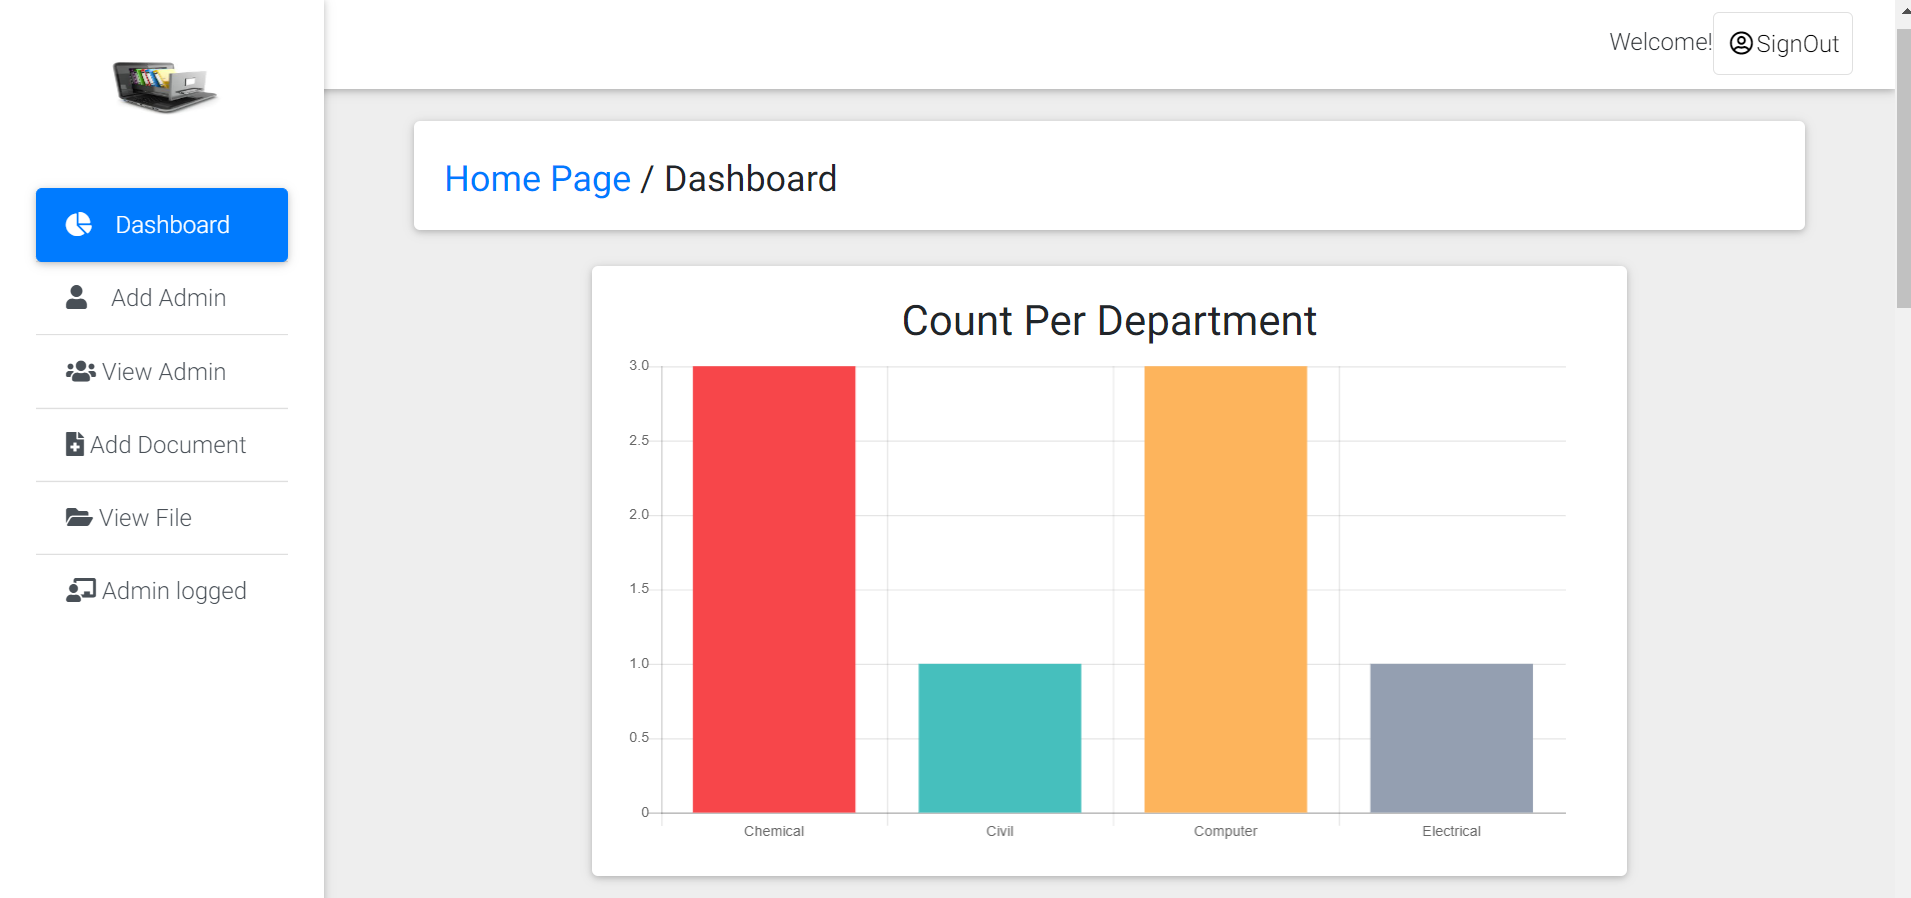 Welcome! SignOut
Dashboard
Add Admin
View Admin
Add Document
View File
Admin logged
Home Page / Dashboard
Count Per Department
3.0
2.5
2.0
1.5
1.0
0.5
0
Chemical Civil Computer Electrical